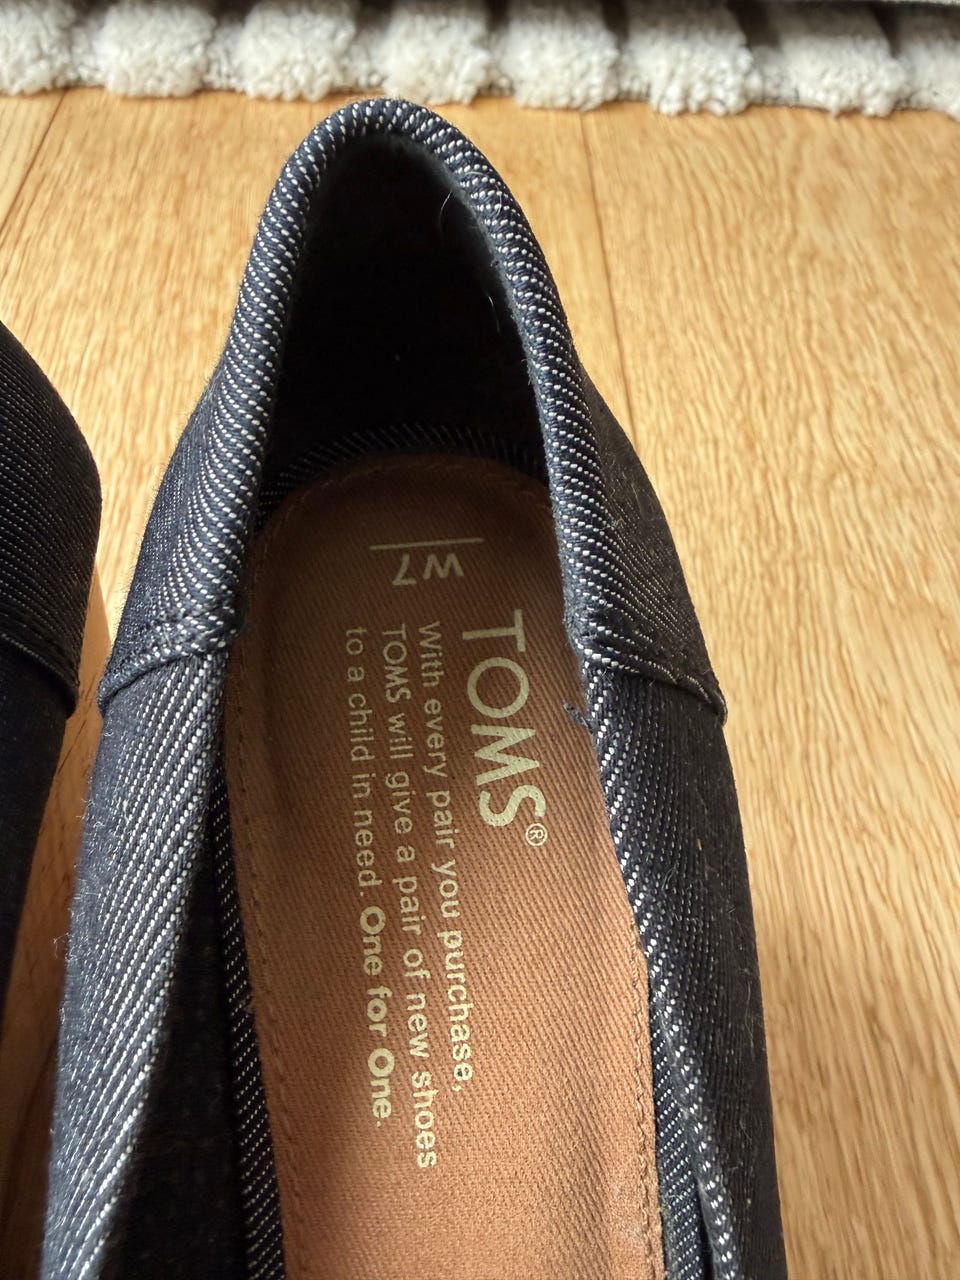 W7
TOMS®
With every pair you purchase,
TOMS will give a pair of new shoes
to a child in need. One for One.